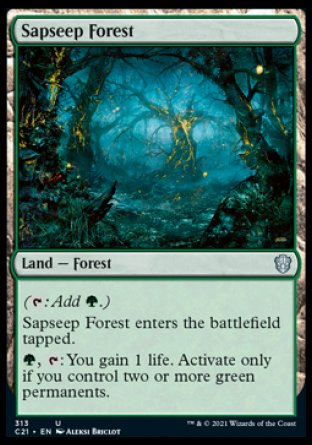 Sapseep Forest
Land — Forest
(:Add .)
Sapseep Forest enters the battlefield
tapped.
, :You gain 1 life. Activate only
if you control two or more green
permanents.
313 U
C21 • EN Aleksi Briclot
™ & © 2021 Wizards of the Coast